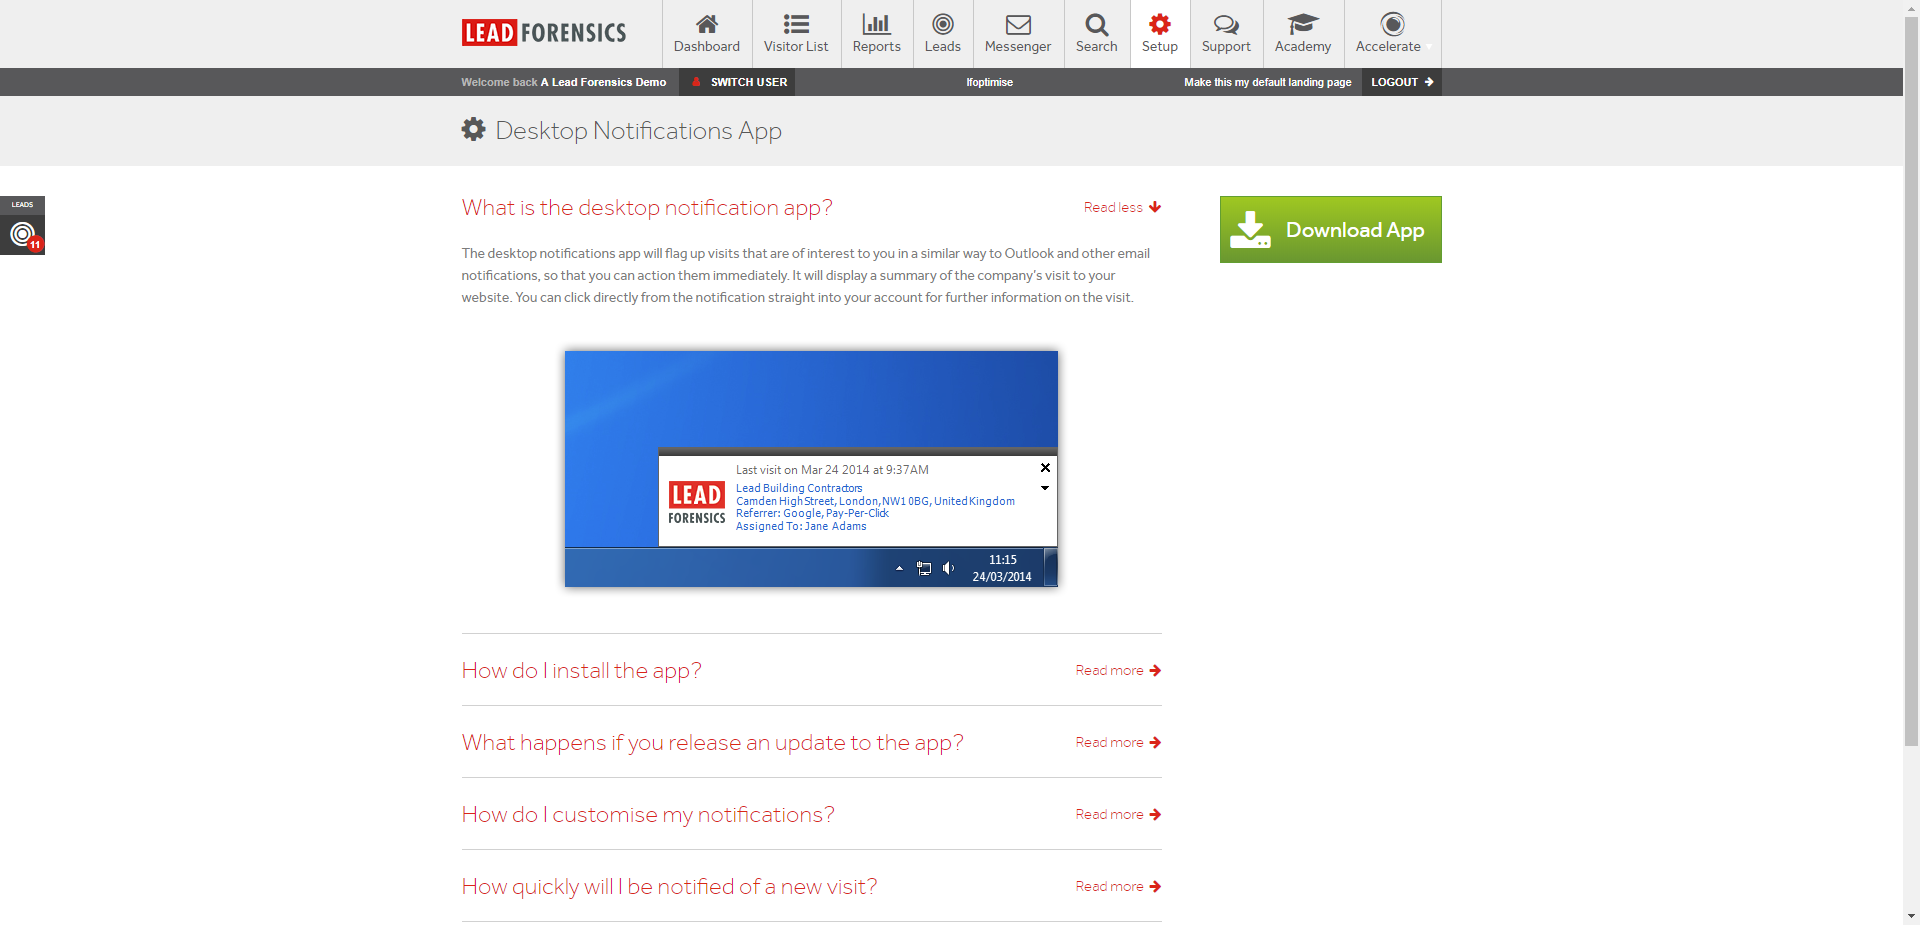 LEAD FORENSICS
Dashboard
Visitor List
Reports
Leads
Messenger
Search
Setup
Support
Academy
Accelerate
Welcome back A Lead Forensics Demo
SWITCH USER
lfoptimise
Make this my default landing page
LOGOUT
Desktop Notifications App
LEADS
11
What is the desktop notification app?
Read less
Download App
The desktop notifications app will flag up visits that are of interest to you in a similar way to Outlook and other email
notifications, so that you can action them immediately. It will display a summary of the company's visit to your
website. You can click directly from the notification straight into your account for further information on the visit.
Last visit on Mar 24 2014 at 9:37AM
LEAD
FORENSICS
Lead Building Contractors
Camden High Street, London, NW1 0BG, United Kingdom
Referrer: Google, Pay-Per-Click
Assigned To: Jane Adams
11:15
24/03/2014
How do I install the app?
Read more
What happens if you release an update to the app?
Read more
How do I customise my notifications?
Read more
How quickly will I be notified of a new visit?
Read more